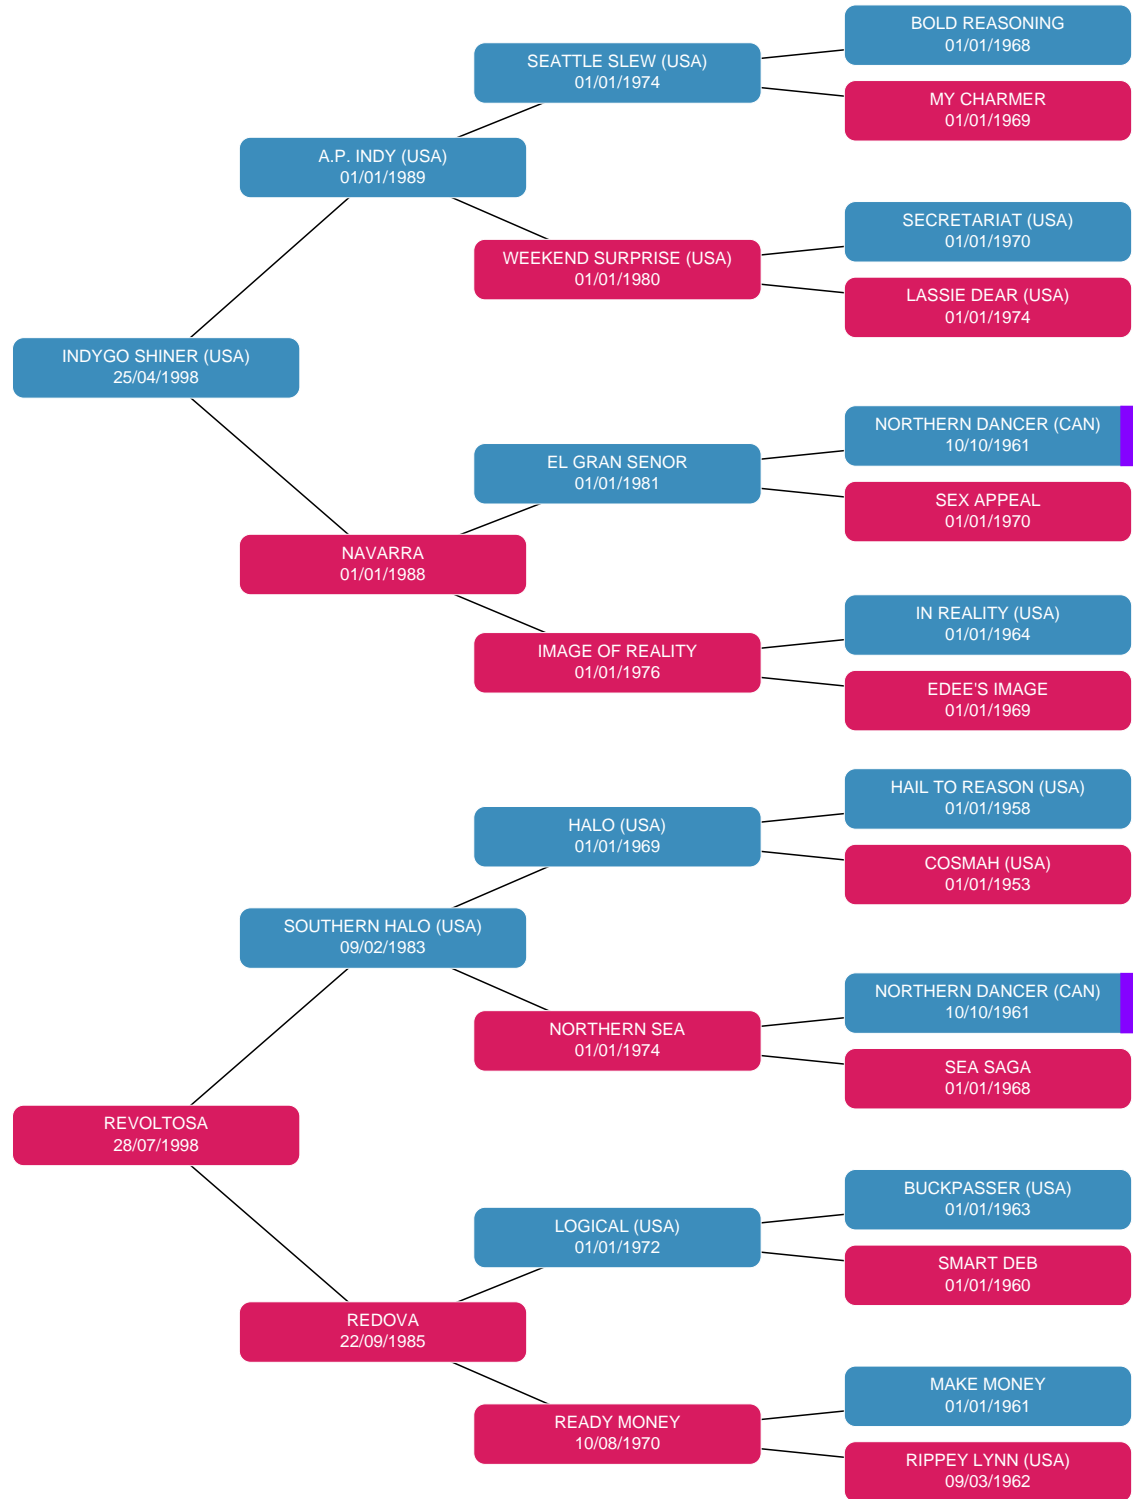 BOLD REASONING
01/01/1968
SEATTLE SLEW (USA)
01/01/1974
MY CHARMER
01/01/1969
A.P. INDY (USA)
01/01/1989
SECRETARIAT (USA)
01/01/1970
WEEKEND SURPRISE (USA)
01/01/1980
LASSIE DEAR (USA)
01/01/1974
INDYGO SHINER (USA)
25/04/1998
NORTHERN DANCER (CAN)
10/10/1961
EL GRAN SENOR
01/01/1981
SEX APPEAL
01/01/1970
NAVARRA
01/01/1988
IN REALITY (USA)
01/01/1964
IMAGE OF REALITY
01/01/1976
EDEE'S IMAGE
01/01/1969
HAIL TO REASON (USA)
01/01/1958
HALO (USA)
01/01/1969
COSMAH (USA)
01/01/1953
SOUTHERN HALO (USA)
09/02/1983
NORTHERN DANCER (CAN)
10/10/1961
NORTHERN SEA
01/01/1974
SEA SAGA
01/01/1968
REVOLTOSA
28/07/1998
BUCKPASSER (USA)
01/01/1963
LOGICAL (USA)
01/01/1972
SMART DEB
01/01/1960
REDOVA
22/09/1985
MAKE MONEY
01/01/1961
READY MONEY
10/08/1970
RIPPEY LYNN (USA)
09/03/1962